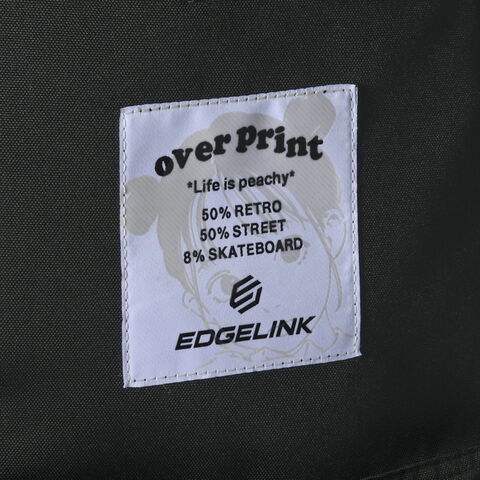 over print
*Life is peachy*
50% RETRO
50% STREET
8% SKATEBOARD
EDGELINK